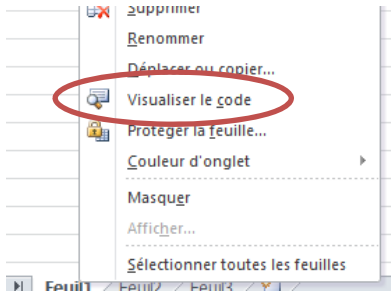 Supprimer
Renommer
Déplacer ou copier...
Visualiser le code
Protéger la feuille...
Couleur d'onglet
Masquer
Afficher...
Sélectionner toutes les feuilles
Feuil1 Feuil2 Feuil3